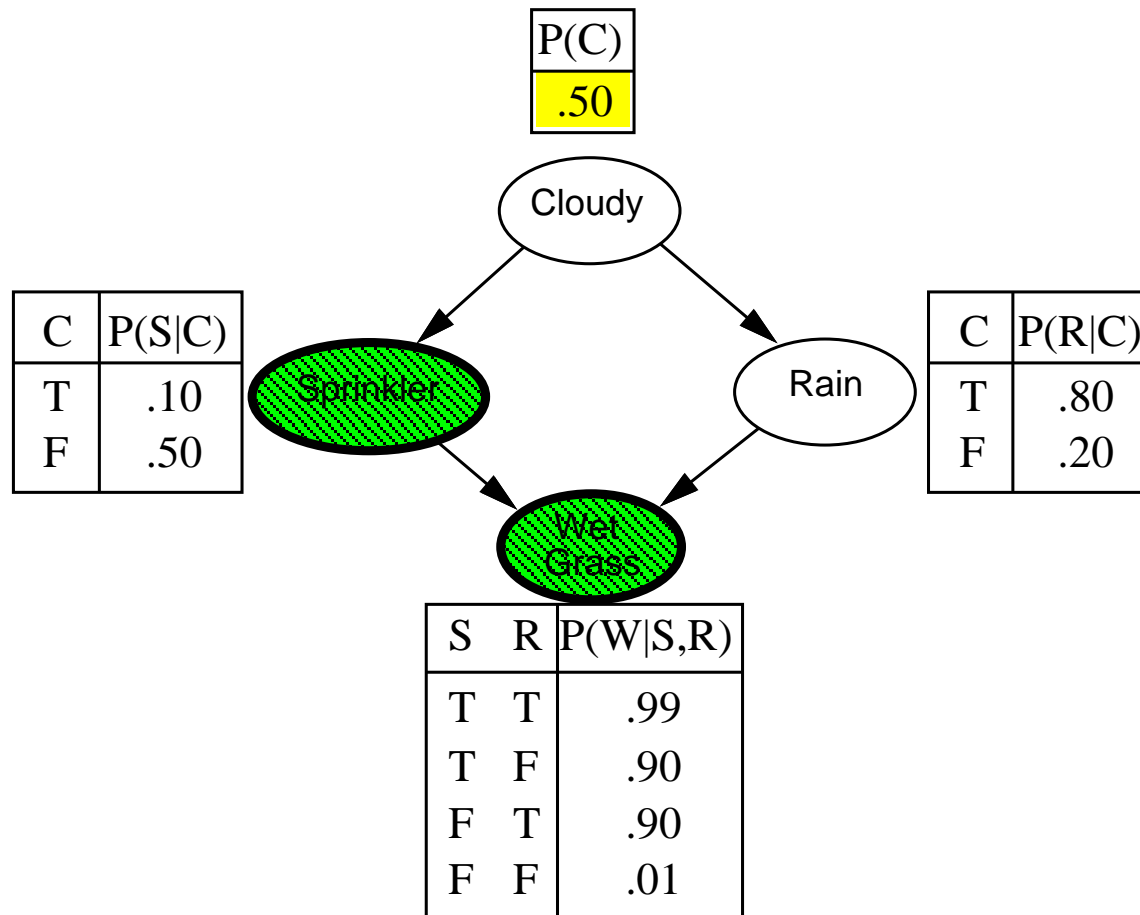 P(C)
.50
Cloudy
C P(S|C)
T .10
F .50
Sprinkler
Rain
C P(R|C)
T .80
F .20
Wet
Grass
S R P(W|S,R)
T T .99
T F .90
F T .90
F F .01